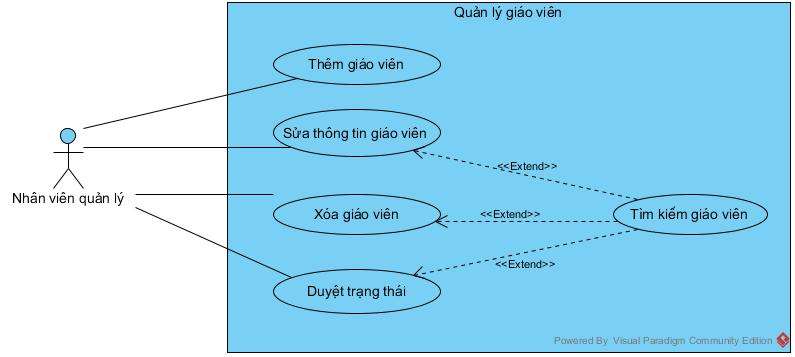 Quản lý giáo viên
Thêm giáo viên
Sửa thông tin giáo viên
<<Extend>>
Nhân viên quản lý
Xóa giáo viên
<<Extend>>
Tìm kiếm giáo viên
<<Extend>>
Duyệt trạng thái
Powered By Visual Paradigm Community Edition